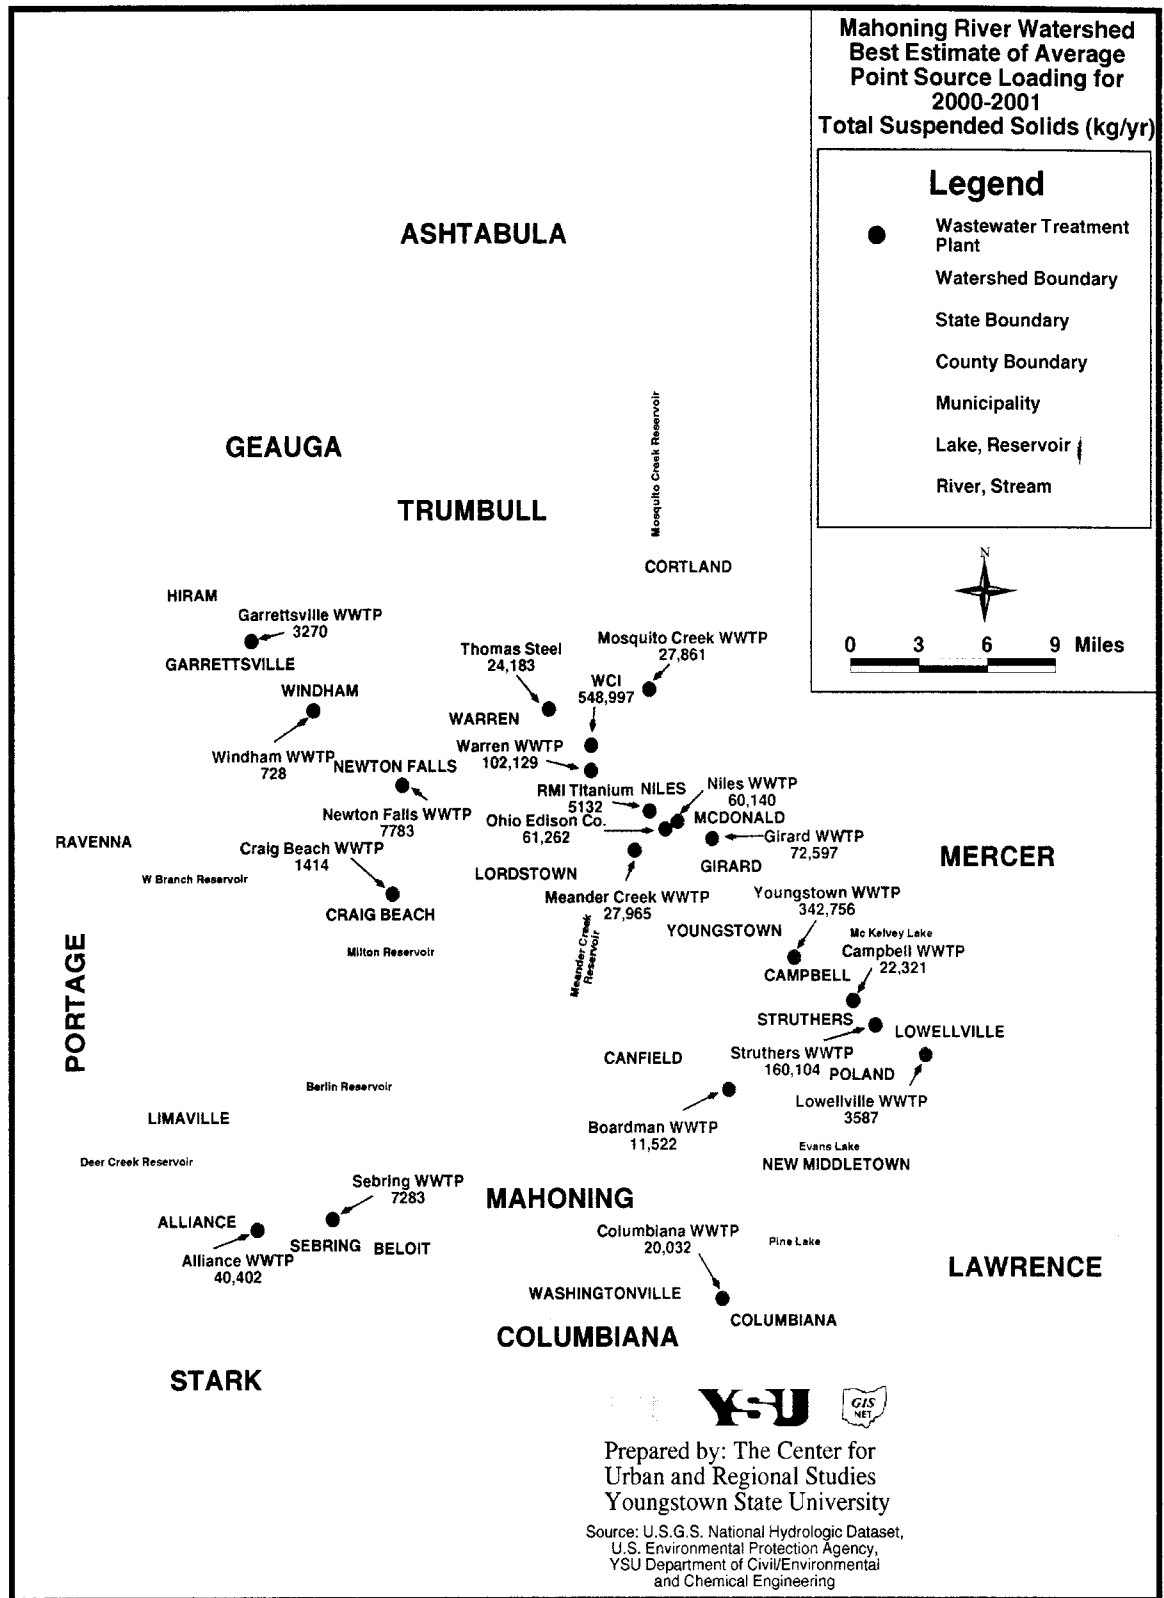 Mahoning River Watershed
Best Estimate of Average
Point Source Loading for
2000-2001
Total Suspended Solids (kg/yr)
Legend
Wastewater Treatment
Plant
Watershed Boundary
State Boundary
County Boundary
Municipality
Lake, Reservoir
River, Stream
N
0 3 6 9 Miles
ASHTABULA
GEAUGA
TRUMBULL
Mosquito Creek Reservoir
CORTLAND
HIRAM
Garrettsville WWTP
3270
GARRETTSVILLE
WINDHAM
Windham WWTP
728
Thomas Steel
24,183
Mosquito Creek WWTP
27,861
WCI
548,997
WARREN
Warren WWTP
102,129
NEWTON FALLS
Newton Falls WWTP
7783
RMI Titanium
5132
NILES
Niles WWTP
60,140
Ohio Edison Co.
61,262
MCDONALD
Girard WWTP
72,597
GIRARD
RAVENNA
Craig Beach WWTP
1414
W Branch Reservoir
CRAIG BEACH
LORDSTOWN
Meander Creek WWTP
27,965
MERCER
Youngstown WWTP
342,756
YOUNGSTOWN
Mc Kelvey Lake
Campbell WWTP
22,321
CAMPBELL
Milton Reservoir
Meander Creek
Reservoir
PORTAGE
STRUTHERS
LOWELLVILLE
Struthers WWTP
160,104
POLAND
CANFIELD
Lowellville WWTP
3587
Berlin Reservoir
Boardman WWTP
11,522
LIMAVILLE
Evans Lake
NEW MIDDLETOWN
Deer Creek Reservoir
Sebring WWTP
7283
MAHONING
ALLIANCE
Alliance WWTP
40,402
SEBRING
BELOIT
Columbiana WWTP
20,032
Pine Lake
LAWRENCE
WASHINGTONVILLE
COLUMBIANA
COLUMBIANA
STARK
YSU
GIS
NET
Prepared by: The Center for
Urban and Regional Studies
Youngstown State University
Source: U.S.G.S. National Hydrologic Dataset,
U.S. Environmental Protection Agency,
YSU Department of Civil/Environmental
and Chemical Engineering